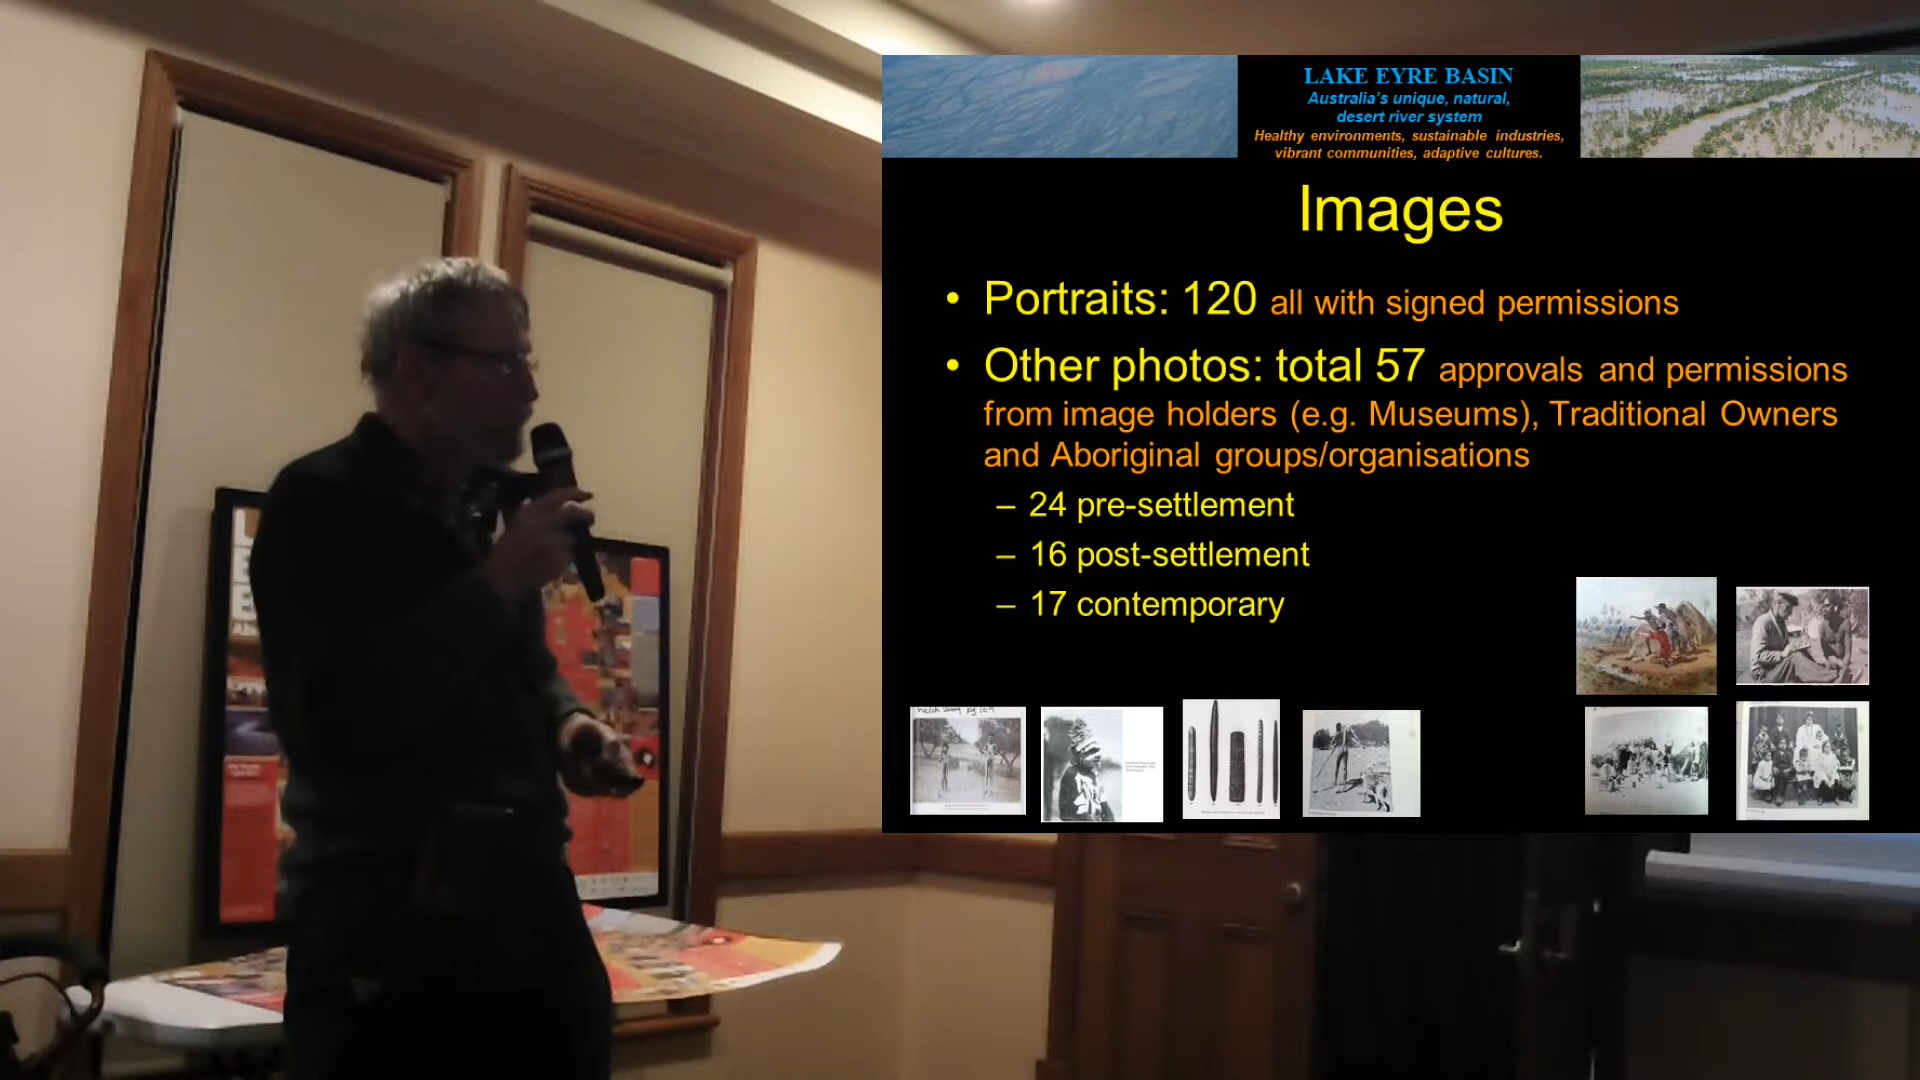 LAKE EYRE BASIN
Australia's unique, natural,
desert river system
Healthy environments, sustainable industries,
vibrant communities, adaptive cultures.
Images
• Portraits: 120 all with signed permissions
• Other photos: total 57 approvals and permissions
from image holders (e.g. Museums), Traditional Owners
and Aboriginal groups/organisations
– 24 pre-settlement
– 16 post-settlement
– 17 contemporary